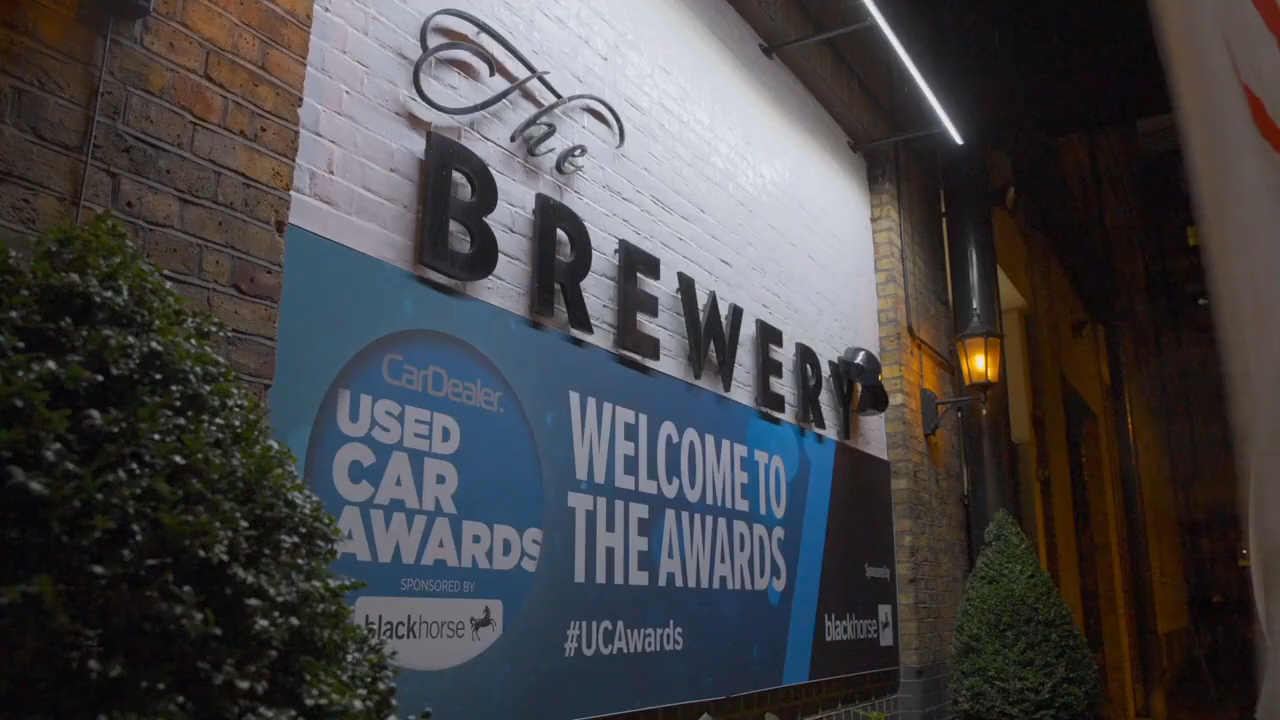 The
BREWERY
CarDealer.
USED
CAR
AWARDS
SPONSORED BY
blackhorse
WELCOME TO
THE AWARDS
#UCAwards
Sponsored by
blackhorse